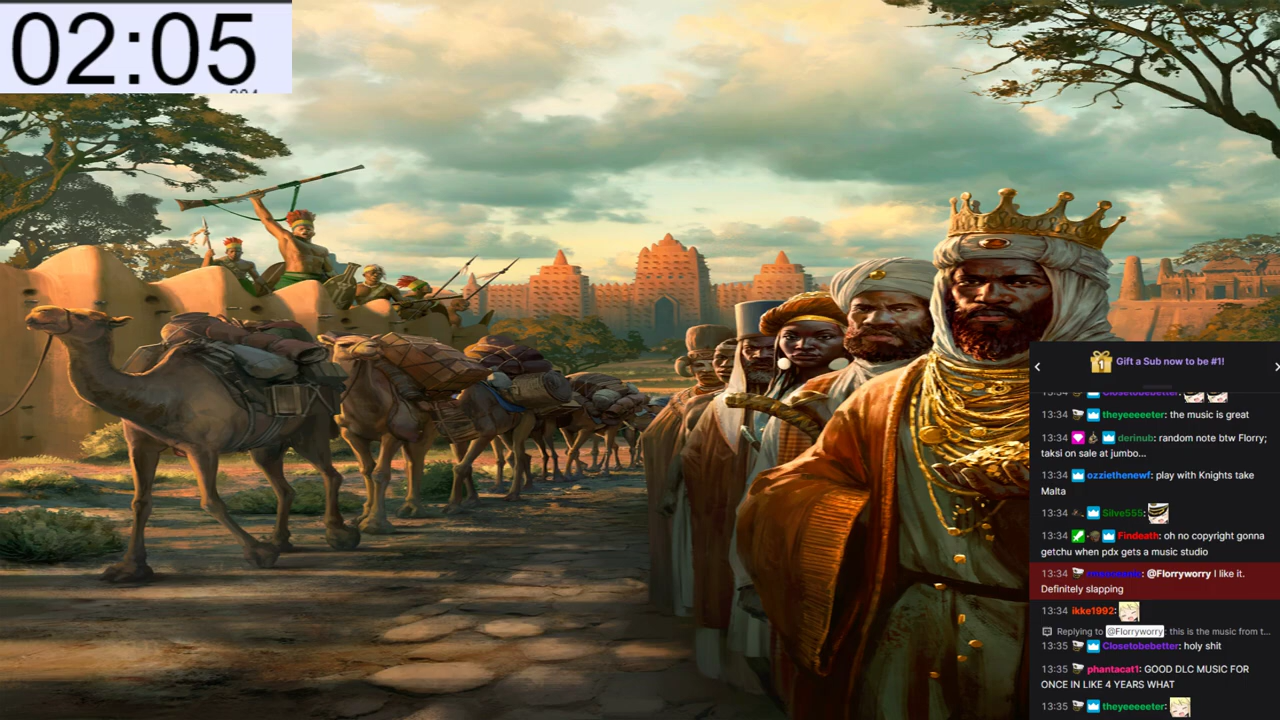 02:05
Gift a Sub now to be #1!
1
13:34 Closetobebetter:
13:34 theyeeeeeter: the music is great
13:34 derinub: random note btw Florry;
taksi on sale at jumbo...
13:34 ozziethenewf: play with Knights take
Malta
13:34 Silve555:
13:34 Findeath: oh no copyright gonna
getchu when pdx gets a music studio
13:34 : @Florryworry I like it.
Definitely slapping
13:34 ikke1992:
Replying to @Florryworry: this is the music from t...
13:35 Closetobebetter: holy shit
13:35 phantacat1: GOOD DLC MUSIC FOR
ONCE IN LIKE 4 YEARS WHAT
13:35 theyeeeeeter: